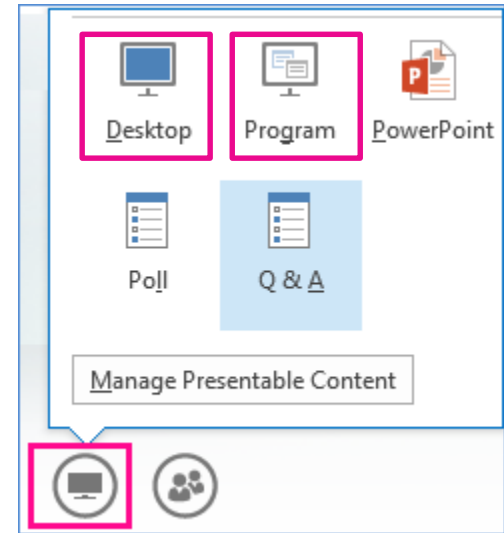 Desktop Program PowerPoint
Poll Q & A
Manage Presentable Content